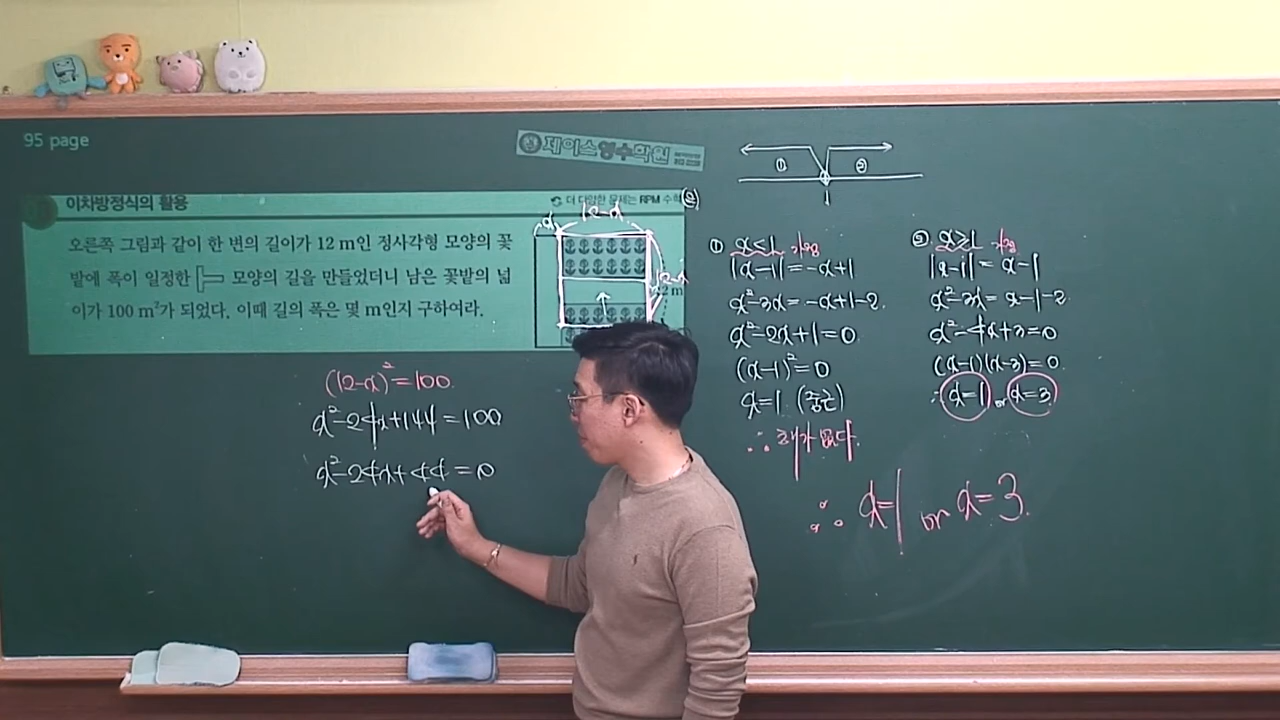 95 page
제이스영수학원
이차방정식의 활용
더 다양한 문제는 RPM 수학
오른쪽 그림과 같이 한 변의 길이가 12 m인 정사각형 모양의 꽃
밭에 폭이 일정한 모양의 길을 만들었더니 남은 꽃밭의 넓
이가 100 m²가 되었다. 이때 길의 폭은 몇 m인지 구하여라.
x
12-x
12-x
(12-x)²=100
x²-24x+144=100
x²-24x+44=0
① ②
1
① x<1 가정
|x-1|=-x+1
x²-3x=-x+1-2
x²-2x+1=0
(x-1)²=0
x=1 (중근)
∴ 해가 없다.
② x≥1 가정
|x-1|=x-1
x²-3x=x-1-2
x²-4x+3=0
(x-1)(x-3)=0
∴ x=1 or x=3
∴ x=1 or x=3